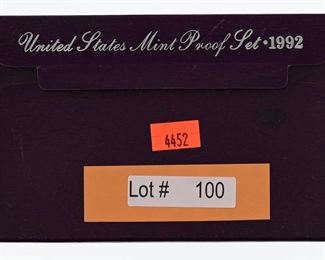 United States Mint Proof Set • 1992
4452
Lot # 100